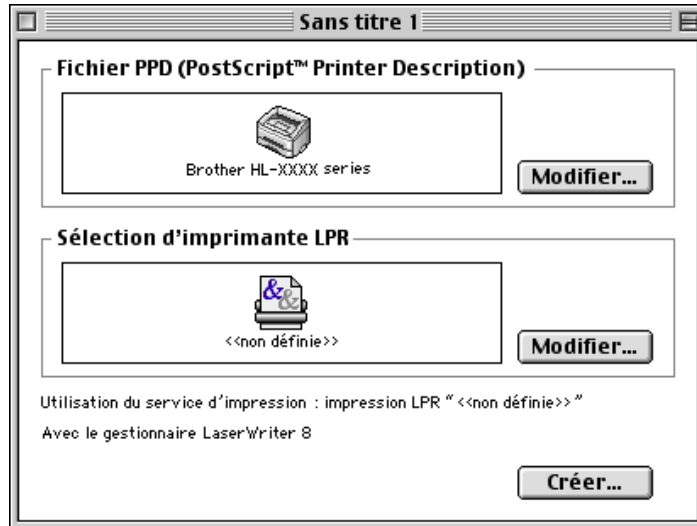 Sans titre 1
Fichier PPD (PostScript™ Printer Description)
Brother HL-XXXX series
Modifier...
Sélection d'imprimante LPR
&&
<<non définie>>
Modifier...
Utilisation du service d'impression : impression LPR “ <<non définie>> ”
Avec le gestionnaire LaserWriter 8
Créer...